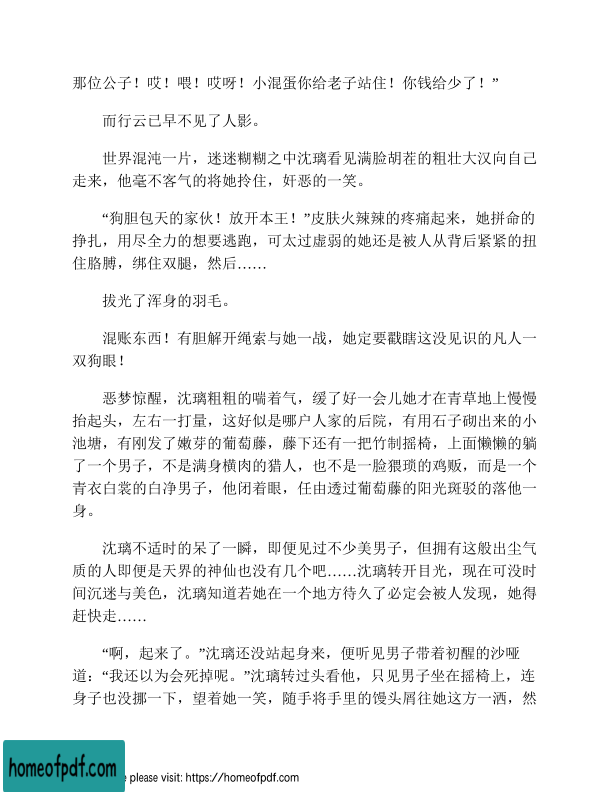 那位公子！哎！喂！哎呀！小混蛋你给老子站住！你钱给少了！”
而行云已早不见了人影。
世界混沌一片，迷迷糊糊之中沈璃看见满脸胡茬的粗壮大汉向自己
走来，他毫不客气的将她拎住，奸恶的一笑。
“狗胆包天的家伙！放开本王！”皮肤火辣辣的疼痛起来，她拼命的
挣扎，用尽全力的想要逃跑，可太过虚弱的她还是被人从背后紧紧的扭
住胳膊，绑住双腿，然后……
拔光了浑身的羽毛。
混账东西！有胆解开绳索与她一战，她定要戳瞎这没见识的凡人一
双狗眼！
恶梦惊醒，沈璃粗粗的喘着气，缓了好一会儿她才在青草地上慢慢
抬起头，左右一打量，这好似是哪户人家的后院，有用石子砌出来的小
池塘，有刚发了嫩芽的葡萄藤，藤下还有一把竹制摇椅，上面懒懒的躺
了一个男子，不是满身横肉的猎人，也不是一脸猥琐的鸡贩，而是一个
青衣白裳的白净男子，他闭着眼，任由透过葡萄藤的阳光斑驳的落他一
身。
沈璃不适时的呆了一瞬，即便见过不少美男子，但拥有这般出尘气
质的人即便是天界的神仙也没有几个吧……沈璃转开目光，现在可没时
间沉迷与美色，沈璃知道若她在一个地方待久了必定会被人发现，她得
赶快走……
“啊，起来了。”沈璃还没站起身来，便听见男子带着初醒的沙哑
道：“我还以为会死掉呢。”沈璃转过头看他，只见男子坐在摇椅上，连
身子也没挪一下，望着她一笑，随手将手里的馒头屑往她这方一洒，然
homeofpdf.com
e please visit: https://homeofpdf.com